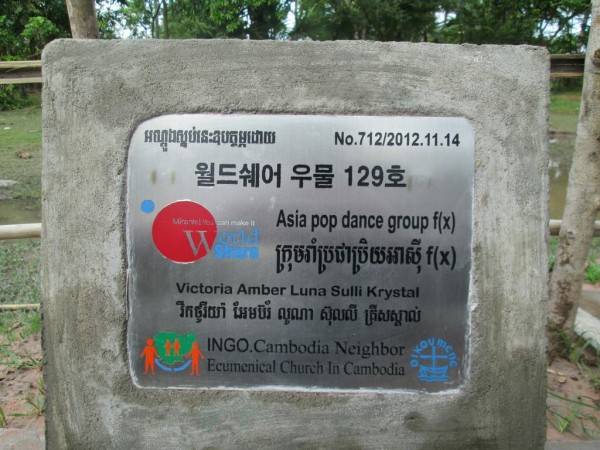 អណ្តូងស្នប់នេះឧបត្ថម្ភដោយ No.712/2012.11.14
월드쉐어 우물 129호
Miracle! You can make it
World Share
Asia pop dance group f(x)
ក្រុមរាំប្រជាប្រិយអាស៊ី f(x)
Victoria Amber Luna Sulli Krystal
វិកថូរីយ៉ា អែមប៊រ លូណា ស៊ុលលី គ្រីសស្តាល់
INGO.Cambodia Neighbor
Ecumenical Church In Cambodia
OIKOUMENE